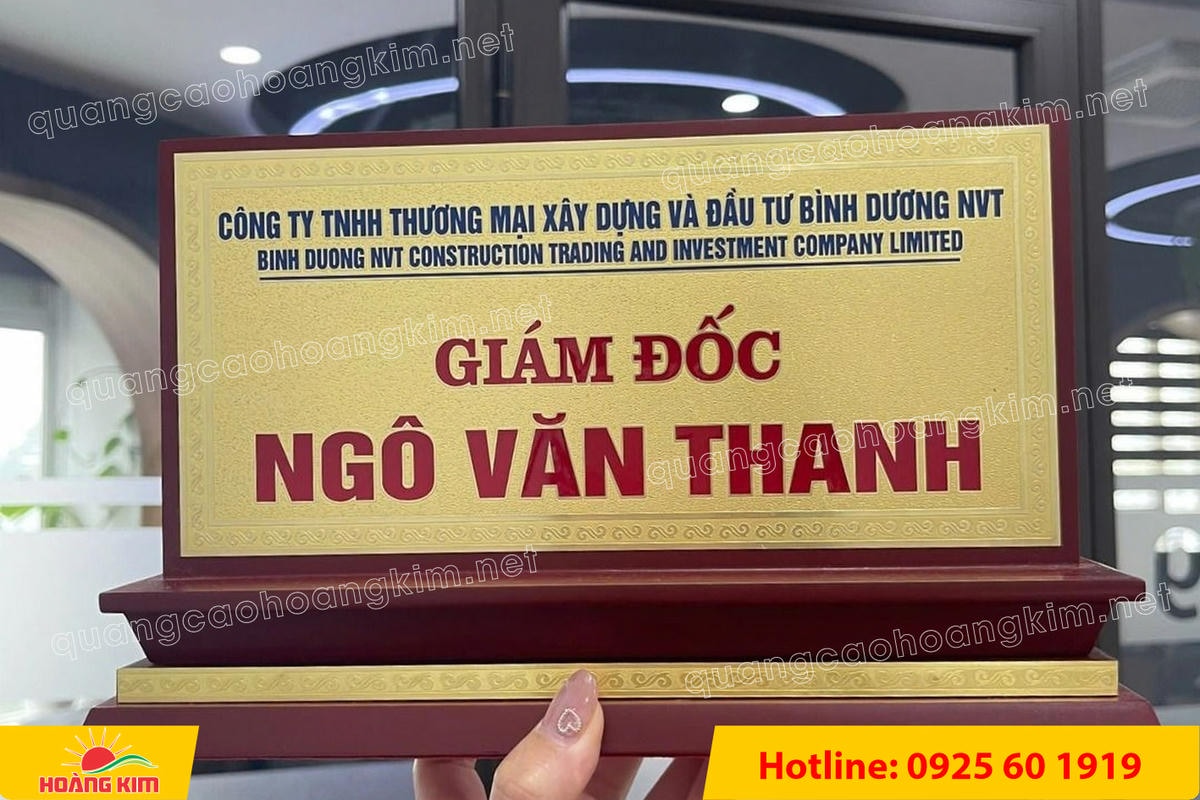 quangcaohoangkim.net
quangcaohoangkim.net
CÔNG TY TNHH THƯƠNG MẠI XÂY DỰNG VÀ ĐẦU TƯ BÌNH DƯƠNG NVT
BINH DUONG NVT CONSTRUCTION TRADING AND INVESTMENT COMPANY LIMITED
quangcaohoangkim.net
GIÁM ĐỐC
quangcaohoangkim.net
NGÔ VĂN THANH
quangcaohoangkim.net
quangcaohoangkim.net
HOÀNG KIM
Hotline: 0925 60 1919